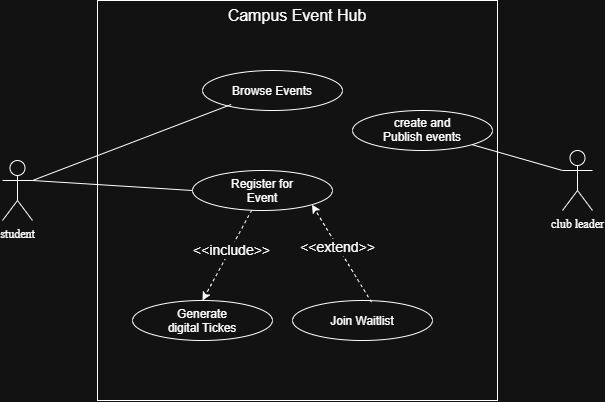 Campus Event Hub
Browse Events
create and
Publish events
Register for
Event
student
club leader
<<include>>
<<extend>>
Generate
digital Tickes
Join Waitlist